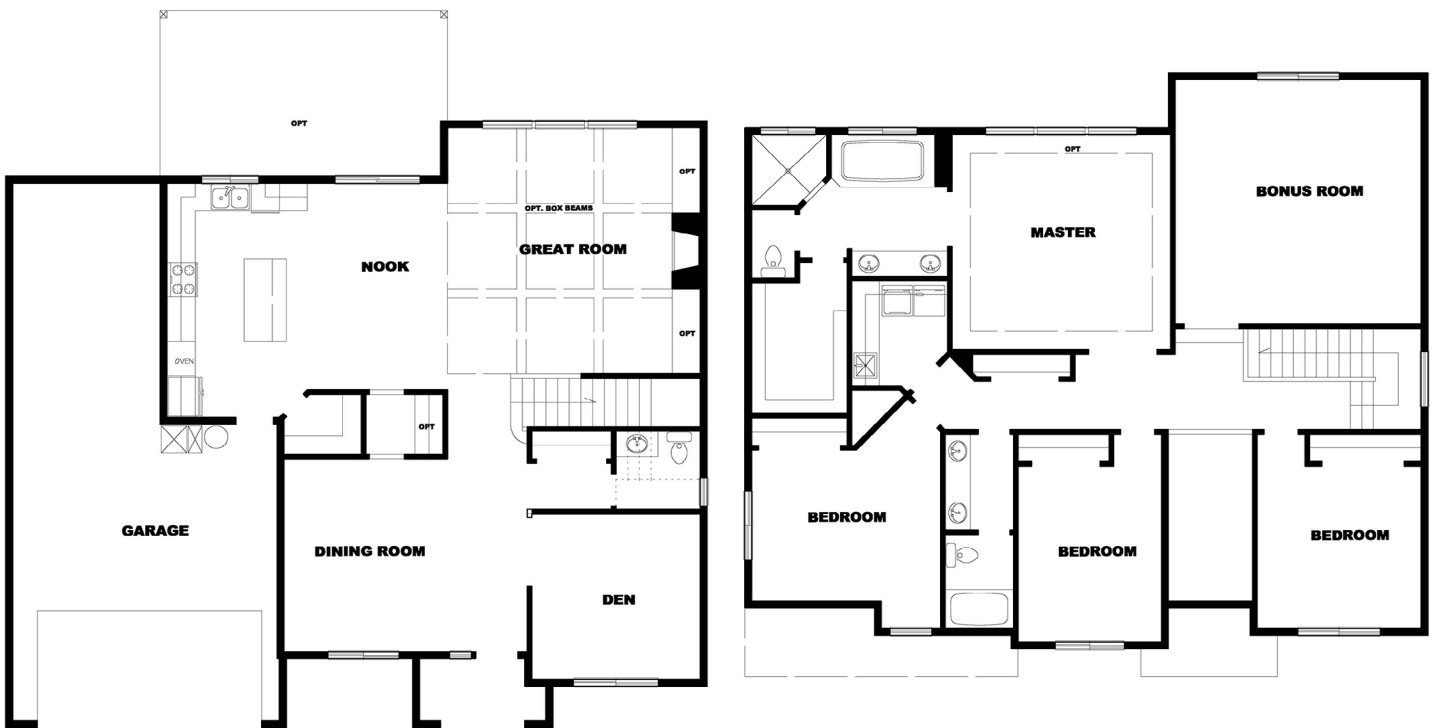 OPT
OPT
OPT. BOX BEAMS
GREAT ROOM
NOOK
OPT
OVEN
OPT
GARAGE
DINING ROOM
DEN
OPT
BONUS ROOM
MASTER
BEDROOM
BEDROOM
BEDROOM